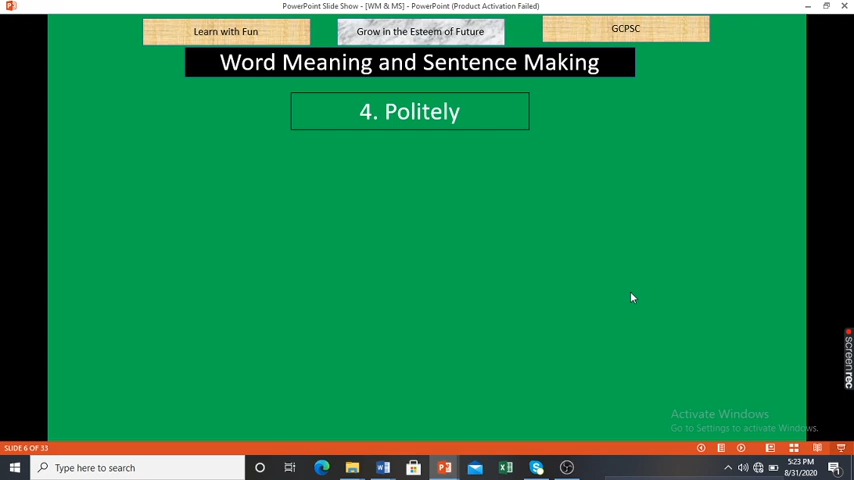 PowerPoint Slide Show - [WM & MS] - PowerPoint (Product Activation Failed)
Learn with Fun
Grow in the Esteem of Future
GCPSC
Word Meaning and Sentence Making
4. Politely
screenrec
Activate Windows
Go to Settings to activate Windows.
SLIDE 6 OF 33
Type here to search
5:23 PM
8/31/2020